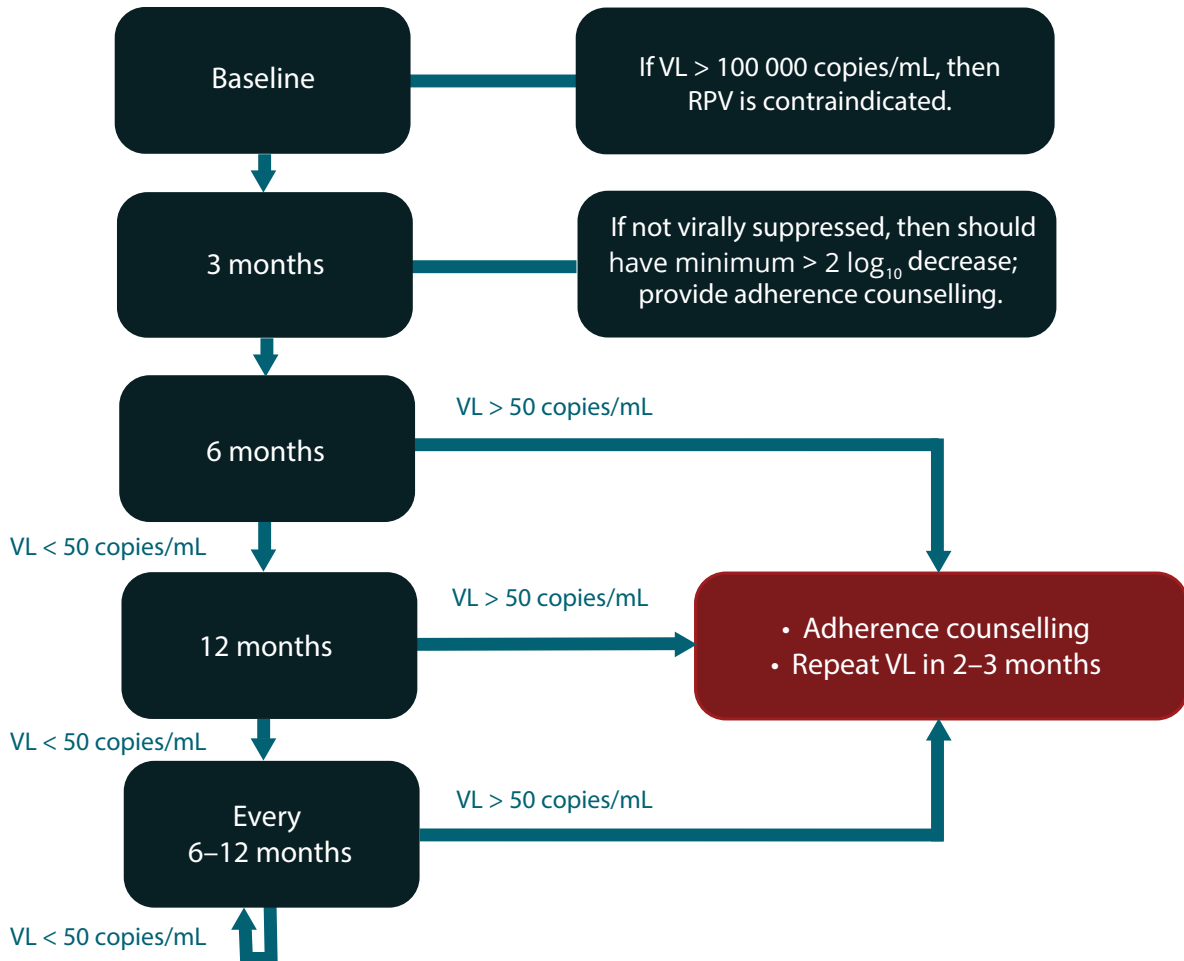 Baseline
If VL > 100 000 copies/mL, then
RPV is contraindicated.
3 months
If not virally suppressed, then should
have minimum > 2 log₁₀ decrease;
provide adherence counselling.
6 months
VL > 50 copies/mL
VL < 50 copies/mL
12 months
VL > 50 copies/mL
• Adherence counselling
• Repeat VL in 2–3 months
VL < 50 copies/mL
Every
6–12 months
VL > 50 copies/mL
VL < 50 copies/mL